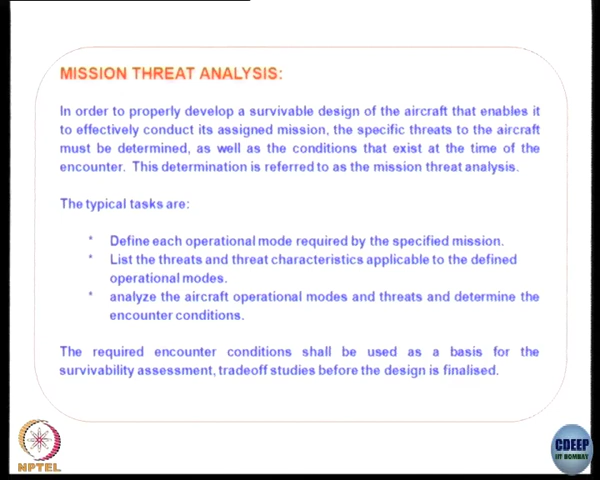 MISSION THREAT ANALYSIS:
In order to properly develop a survivable design of the aircraft that enables it
to effectively conduct its assigned mission, the specific threats to the aircraft
must be determined, as well as the conditions that exist at the time of the
encounter. This determination is referred to as the mission threat analysis.
The typical tasks are:
* Define each operational mode required by the specified mission.
* List the threats and threat characteristics applicable to the defined
operational modes.
* analyze the aircraft operational modes and threats and determine the
encounter conditions.
The required encounter conditions shall be used as a basis for the
survivability assessment, tradeoff studies before the design is finalised.
NPTEL
CDEEP
IIT BOMBAY